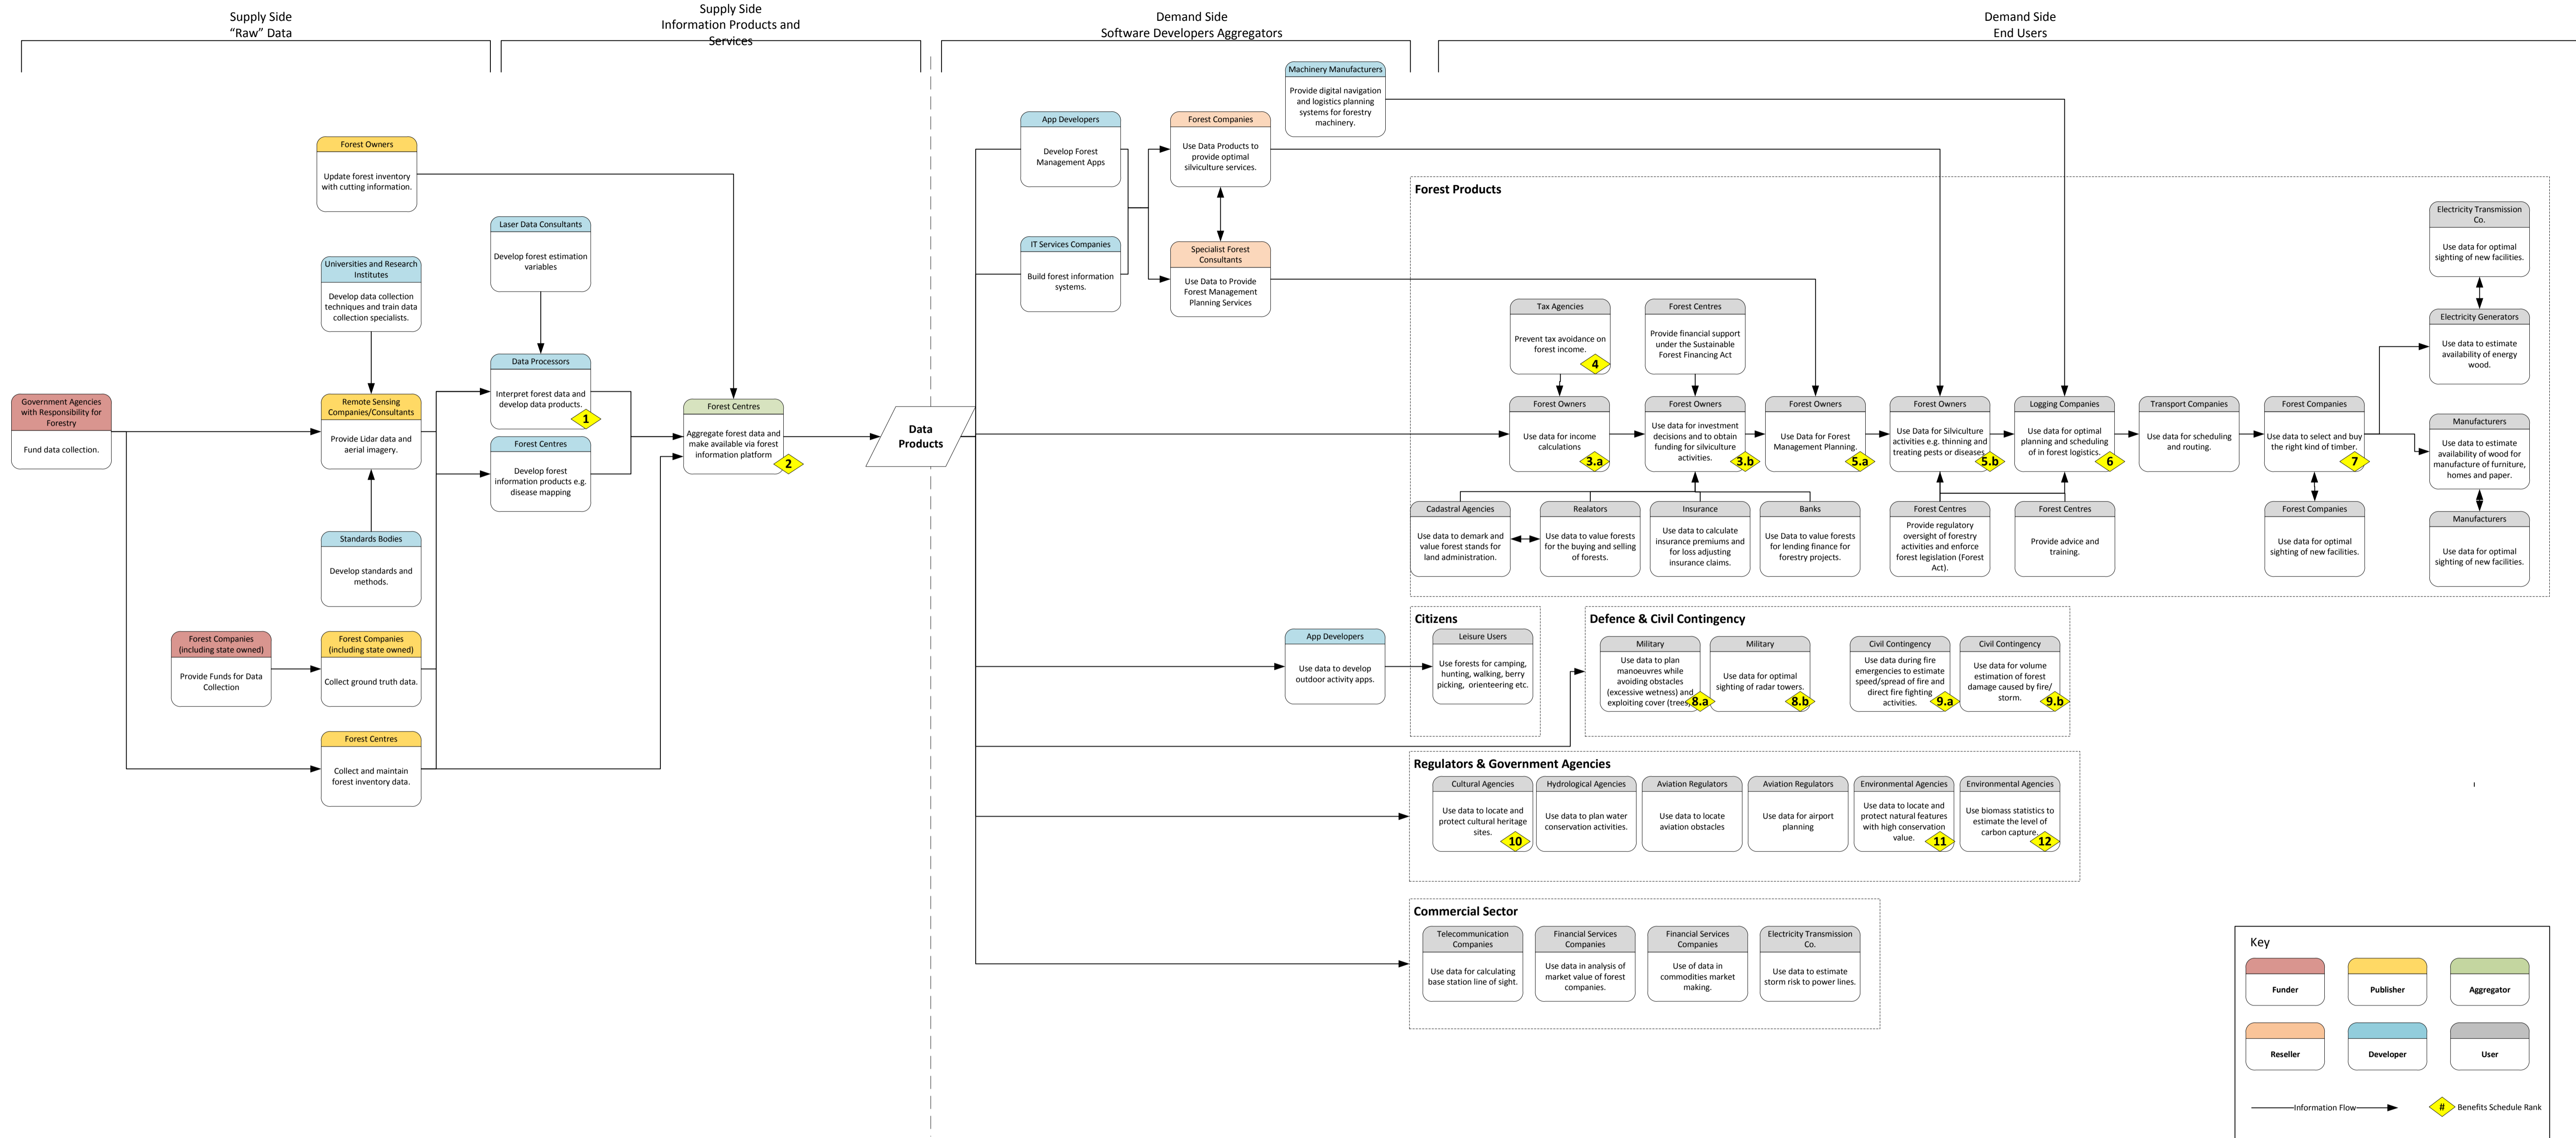 Supply Side
“Raw” Data
Supply Side
Information Products and
Services
Demand Side
Software Developers Aggregators
Demand Side
End Users
Forest Owners
Update forest inventory
with cutting information.
Laser Data Consultants
Develop forest estimation
variables
Universities and Research
Institutes
Develop data collection
techniques and train data
collection specialists.
Data Processors
Interpret forest data and
develop data products.
1
Government Agencies
with Responsibility for
Forestry
Fund data collection.
Remote Sensing
Companies/Consultants
Provide Lidar data and
aerial imagery.
Forest Centres
Develop forest
information products e.g.
disease mapping
Forest Centres
Aggregate forest data and
make available via forest
information platform
2
Standards Bodies
Develop standards and
methods.
Forest Companies
(including state owned)
Provide Funds for Data
Collection
Forest Companies
(including state owned)
Collect ground truth data.
Forest Centres
Collect and maintain
forest inventory data.
Data
Products
Machinery Manufacturers
Provide digital navigation
and logistics planning
systems for forestry
machinery.
App Developers
Develop Forest
Management Apps
Forest Companies
Use Data Products to
provide optimal
silviculture services.
IT Services Companies
Build forest information
systems.
Specialist Forest
Consultants
Use Data to Provide
Forest Management
Planning Services
Forest Products
Tax Agencies
Prevent tax avoidance on
forest income.
4
Forest Centres
Provide financial support
under the Sustainable
Forest Financing Act
Forest Owners
Use data for income
calculations
3.a
Forest Owners
Use data for investment
decisions and to obtain
funding for silviculture
activities.
3.b
Forest Owners
Use Data for Forest
Management Planning.
5.a
Forest Owners
Use Data for Silviculture
activities e.g. thinning and
treating pests or diseases
5.b
Logging Companies
Use data for optimal
planning and scheduling
of in forest logistics.
6
Transport Companies
Use data for scheduling
and routing.
Forest Companies
Use data to select and buy
the right kind of timber.
7
Electricity Transmission
Co.
Use data for optimal
sighting of new facilities.
Electricity Generators
Use data to estimate
availability of energy
wood.
Manufacturers
Use data to estimate
availability of wood for
manufacture of furniture,
homes and paper.
Manufacturers
Use data for optimal
sighting of new facilities.
Cadastral Agencies
Use data to demark and
value forest stands for
land administration.
Realators
Use data to value forests
for the buying and selling
of forests.
Insurance
Use data to calculate
insurance premiums and
for loss adjusting
insurance claims.
Banks
Use Data to value forests
for lending finance for
forestry projects.
Forest Centres
Provide regulatory
oversight of forestry
activities and enforce
forest legislation (Forest
Act).
Forest Centres
Provide advice and
training.
Forest Companies
Use data for optimal
sighting of new facilities.
App Developers
Use data to develop
outdoor activity apps.
Citizens
Leisure Users
Use forests for camping,
hunting, walking, berry
picking, orienteering etc.
Defence & Civil Contingency
Military
Use data to plan
manoeuvres while
avoiding obstacles
(excessive wetness) and
exploiting cover (trees)
8.a
Military
Use data for optimal
sighting of radar towers.
8.b
Civil Contingency
Use data during fire
emergencies to estimate
speed/spread of fire and
direct fire fighting
activities.
9.a
Civil Contingency
Use data for volume
estimation of forest
damage caused by fire/
storm.
9.b
Regulators & Government Agencies
Cultural Agencies
Use data to locate and
protect cultural heritage
sites.
10
Hydrological Agencies
Use data to plan water
conservation activities.
Aviation Regulators
Use data to locate
aviation obstacles
Aviation Regulators
Use data for airport
planning
Environmental Agencies
Use data to locate and
protect natural features
with high conservation
value.
11
Environmental Agencies
Use biomass statistics to
estimate the level of
carbon capture.
12
Commercial Sector
Telecommunication
Companies
Use data for calculating
base station line of sight.
Financial Services
Companies
Use data in analysis of
market value of forest
companies.
Financial Services
Companies
Use of data in
commodities market
making.
Electricity Transmission
Co.
Use data to estimate
storm risk to power lines.
Key
Funder
Publisher
Aggregator
Reseller
Developer
User
Information Flow
# Benefits Schedule Rank